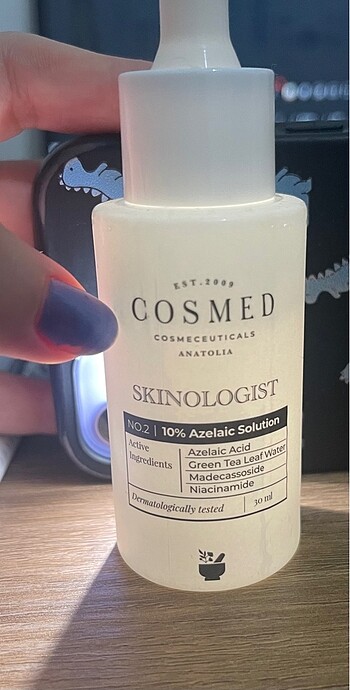 EST.2009
COSMED
COSMECEUTICALS
ANATOLIA
SKINOLOGIST
NO.2 | 10% Azelaic Solution
Active
Ingredients
Azelaic Acid
Green Tea Leaf Water
Madecassoside
Niacinamide
Dermatologically tested
30 ml